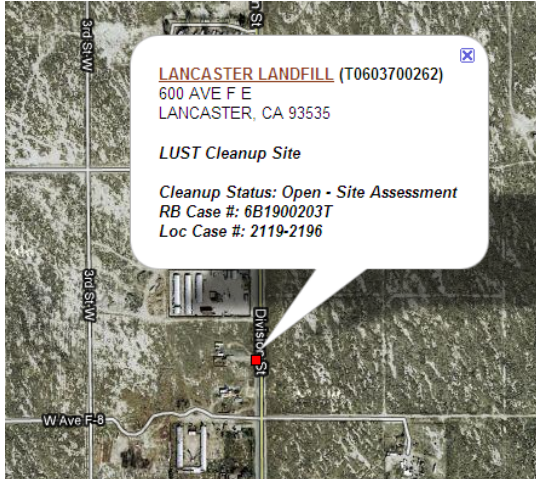 3rd St-W
n St
LANCASTER LANDFILL (T0603700262)
600 AVE F E
LANCASTER, CA 93535
LUST Cleanup Site
Cleanup Status: Open - Site Assessment
RB Case #: 6B1900203T
Loc Case #: 2119-2196
3rd St-W
Division St
W Ave F-8